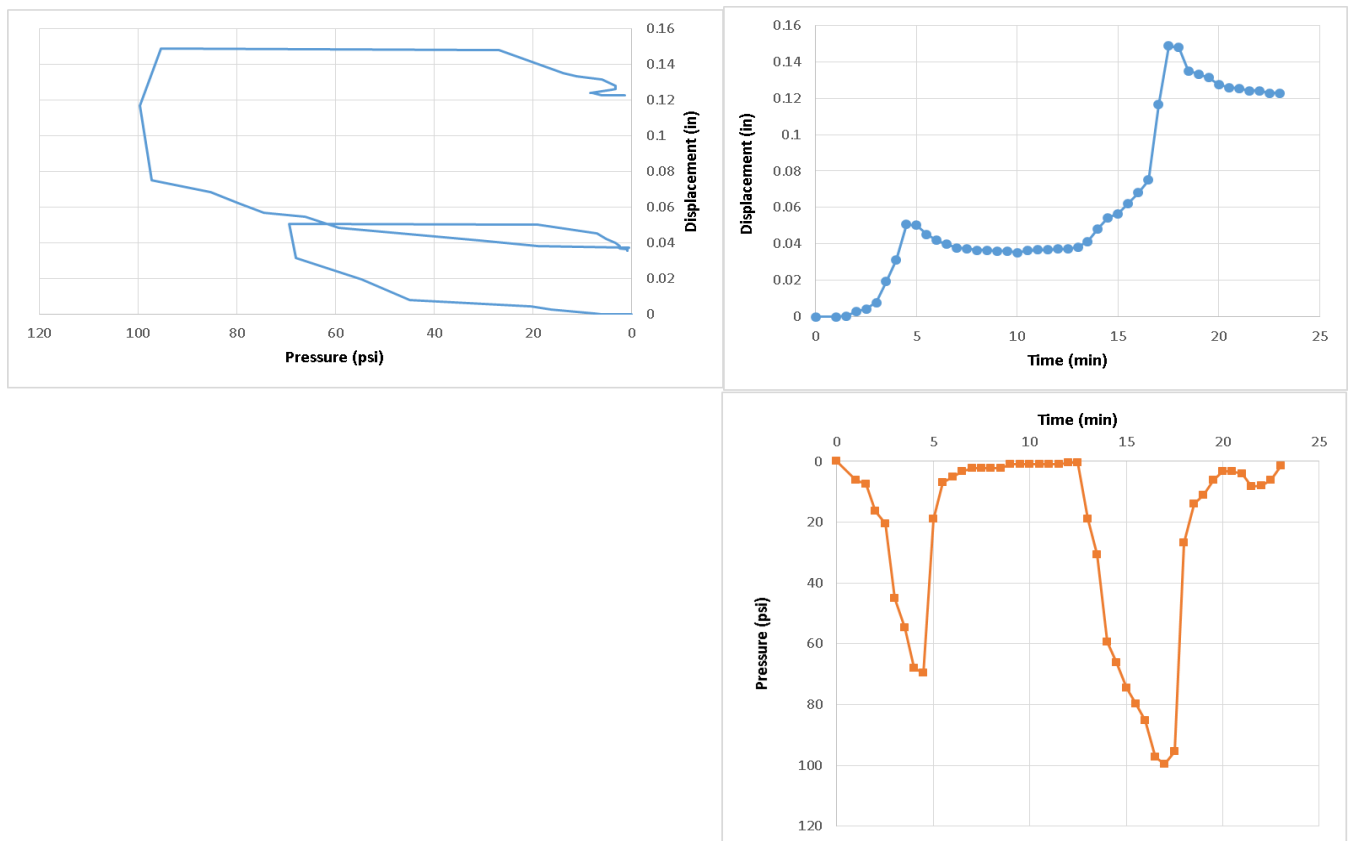 0.16
0.14
0.12
0.1
0.08
0.06
0.04
0.02
0
Displacement (in)
120 100 80 60 40 20 0
Pressure (psi)
0.16
0.14
0.12
0.1
0.08
0.06
0.04
0.02
0
Displacement (in)
0 5 10 15 20 25
Time (min)
Time (min)
0 5 10 15 20 25
0
20
40
60
80
100
120
Pressure (psi)